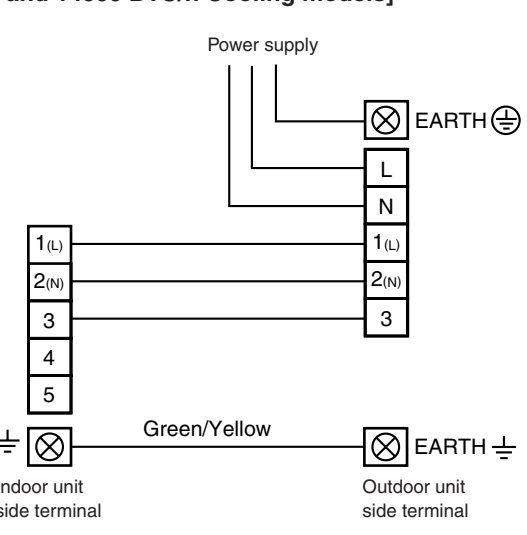 and 14000 BTU/h Cooling models]
Power supply
EARTH
L
N
1(L) 1(L)
2(N) 2(N)
3 3
4
5
Green/Yellow
EARTH
Indoor unit
side terminal
Outdoor unit
side terminal